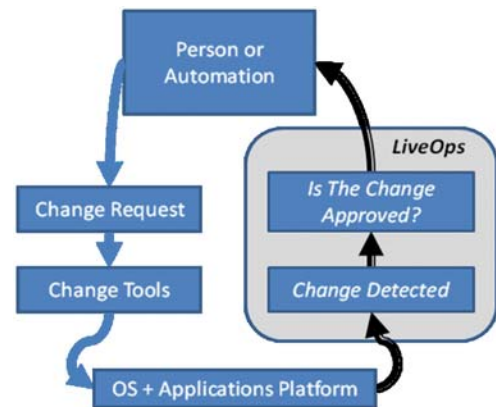 Person or
Automation
LiveOps
Is The Change
Approved?
Change Request
Change Tools
Change Detected
OS + Applications Platform